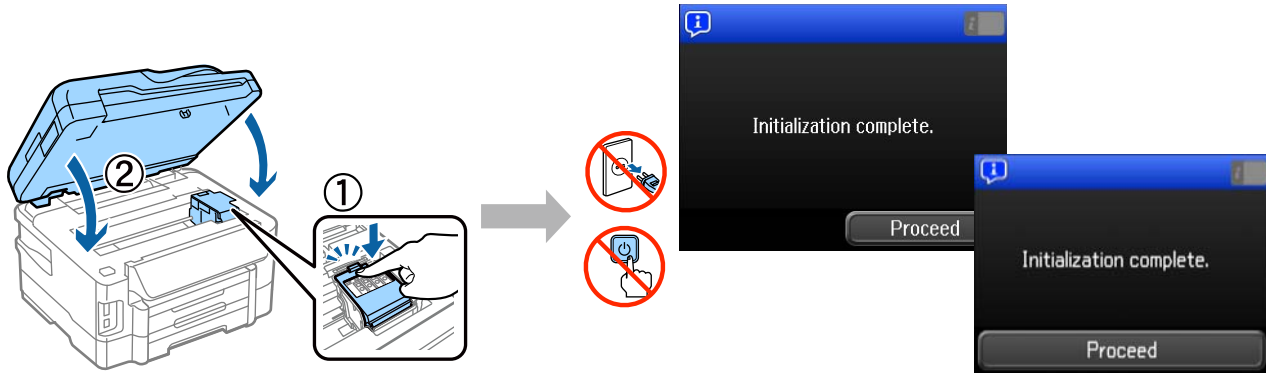 ②
①
Initialization complete.
Proceed
Initialization complete.
Proceed